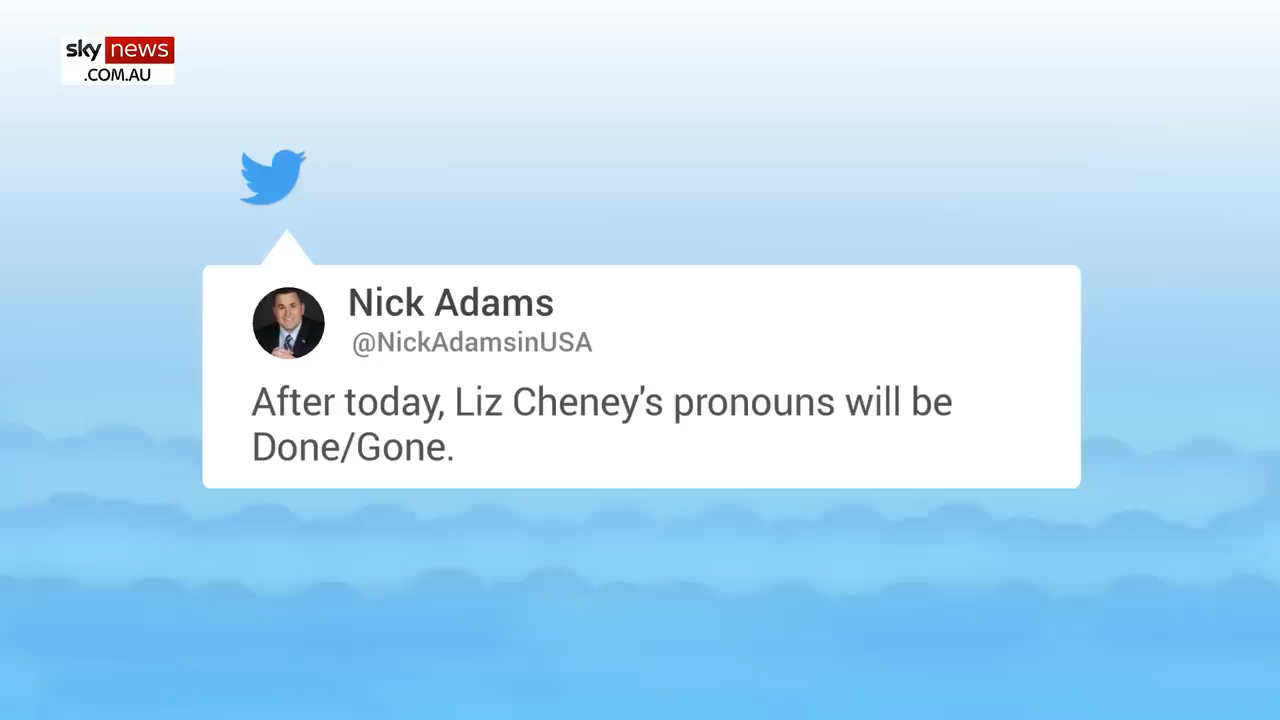 sky news
.COM.AU
Nick Adams
@NickAdamsinUSA
After today, Liz Cheney's pronouns will be
Done/Gone.